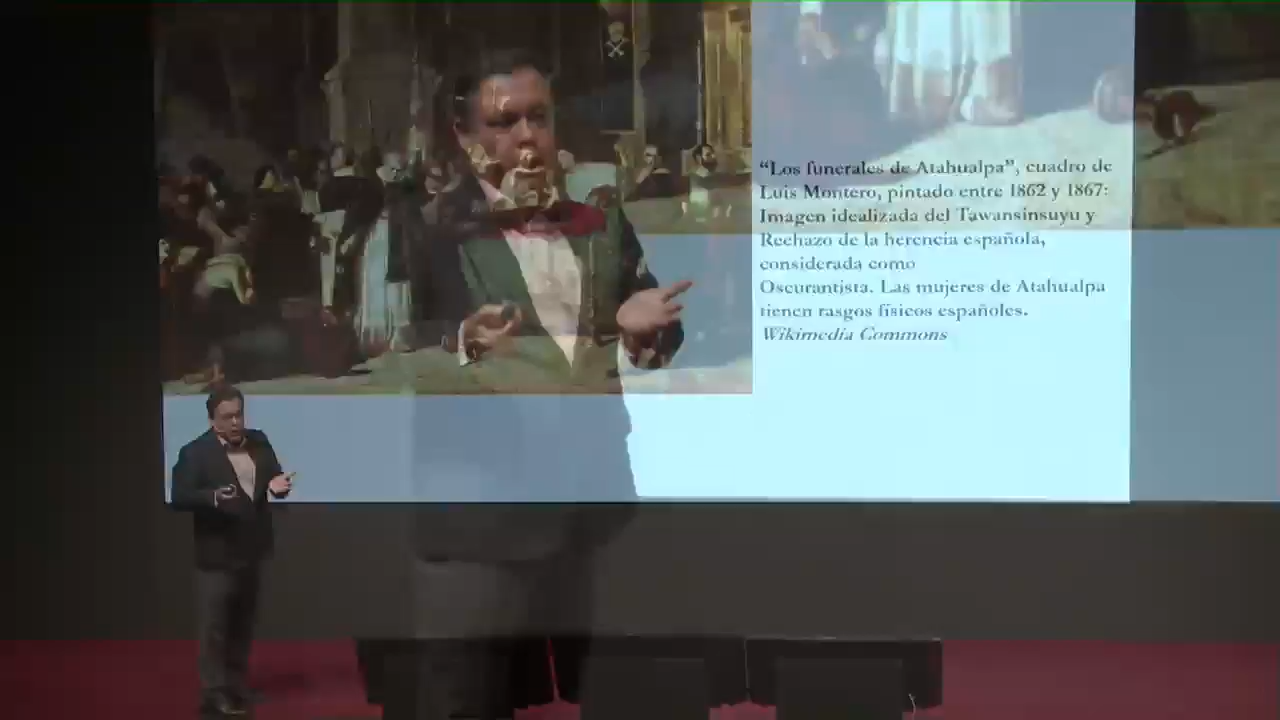 “Los funerales de Atahualpa”, cuadro de
Luis Montero, pintado entre 1862 y 1867:
Imagen idealizada del Tawansinsuyu y
Rechazo de la herencia española,
considerada como
Oscurantista. Las mujeres de Atahualpa
tienen rasgos físicos españoles.
Wikimedia Commons